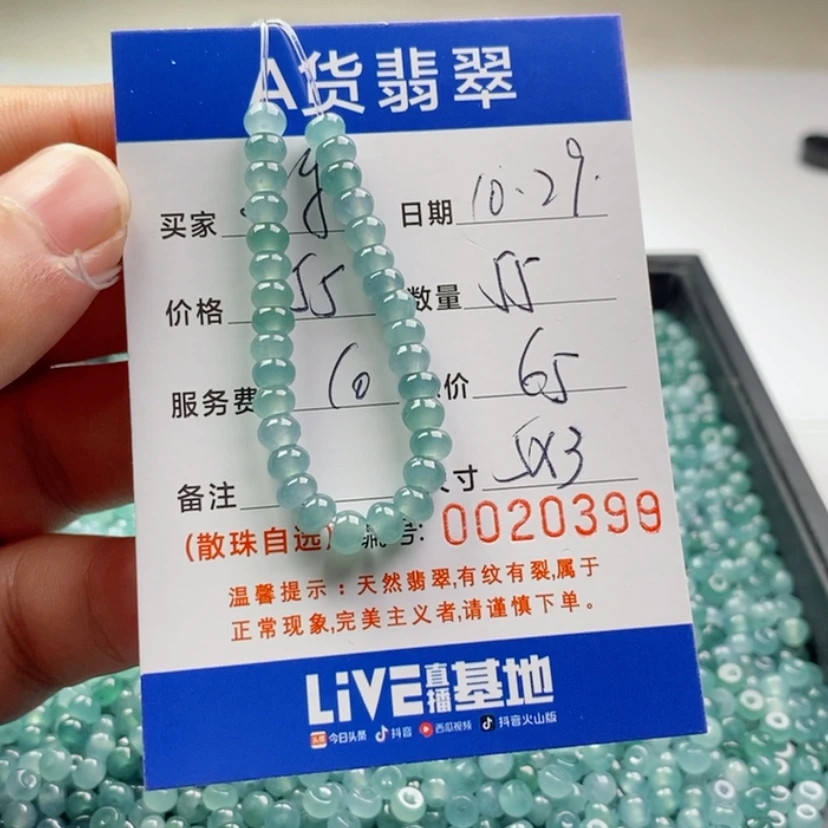 A货翡翠
买家 日期 10.29.
价格 55 数量 55
服务费 10 价 65
备注 寸 5x3
(散珠自选) 编号: 0020399
温馨提示：天然翡翠,有纹有裂,属于
正常现象,完美主义者,请谨慎下单。
LiVE直播基地
头条 今日头条 抖音 西瓜视频 抖音火山版